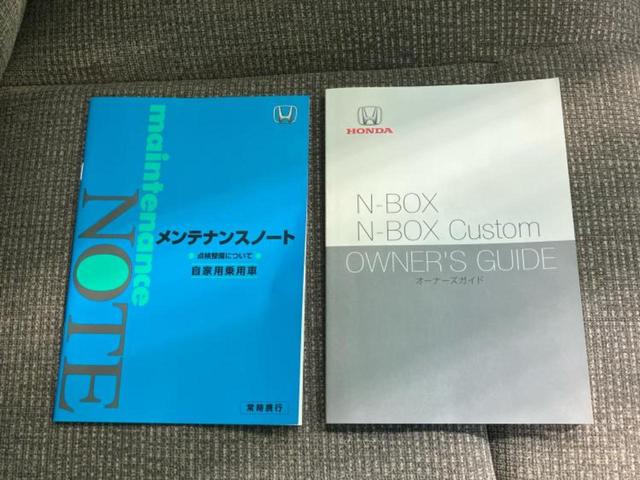 maintenance
NOTE
メンテナンスノート
点検整備について
自家用乗用車
常時携行
HONDA
N-BOX
N-BOX Custom
OWNER'S GUIDE
オーナーズガイド